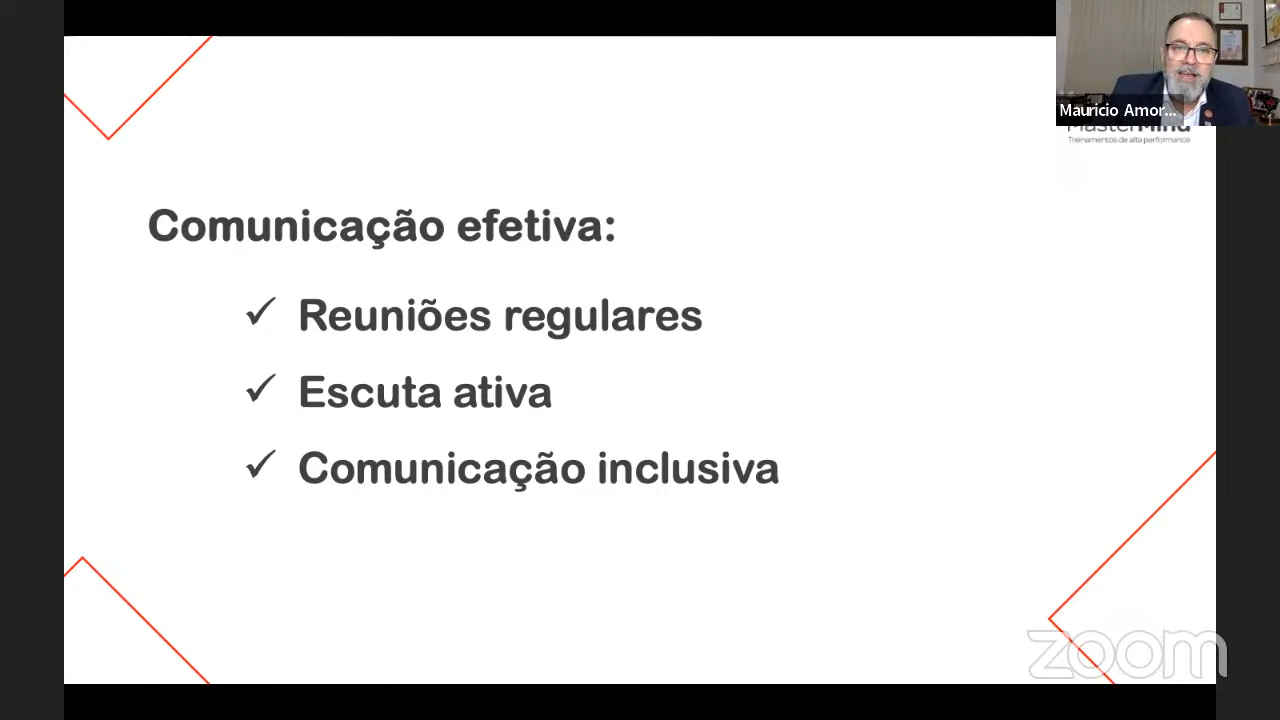 Mauricio Amor...
MasterMind
Treinamentos de alta performance
Comunicação efetiva:
✓ Reuniões regulares
✓ Escuta ativa
✓ Comunicação inclusiva
zoom